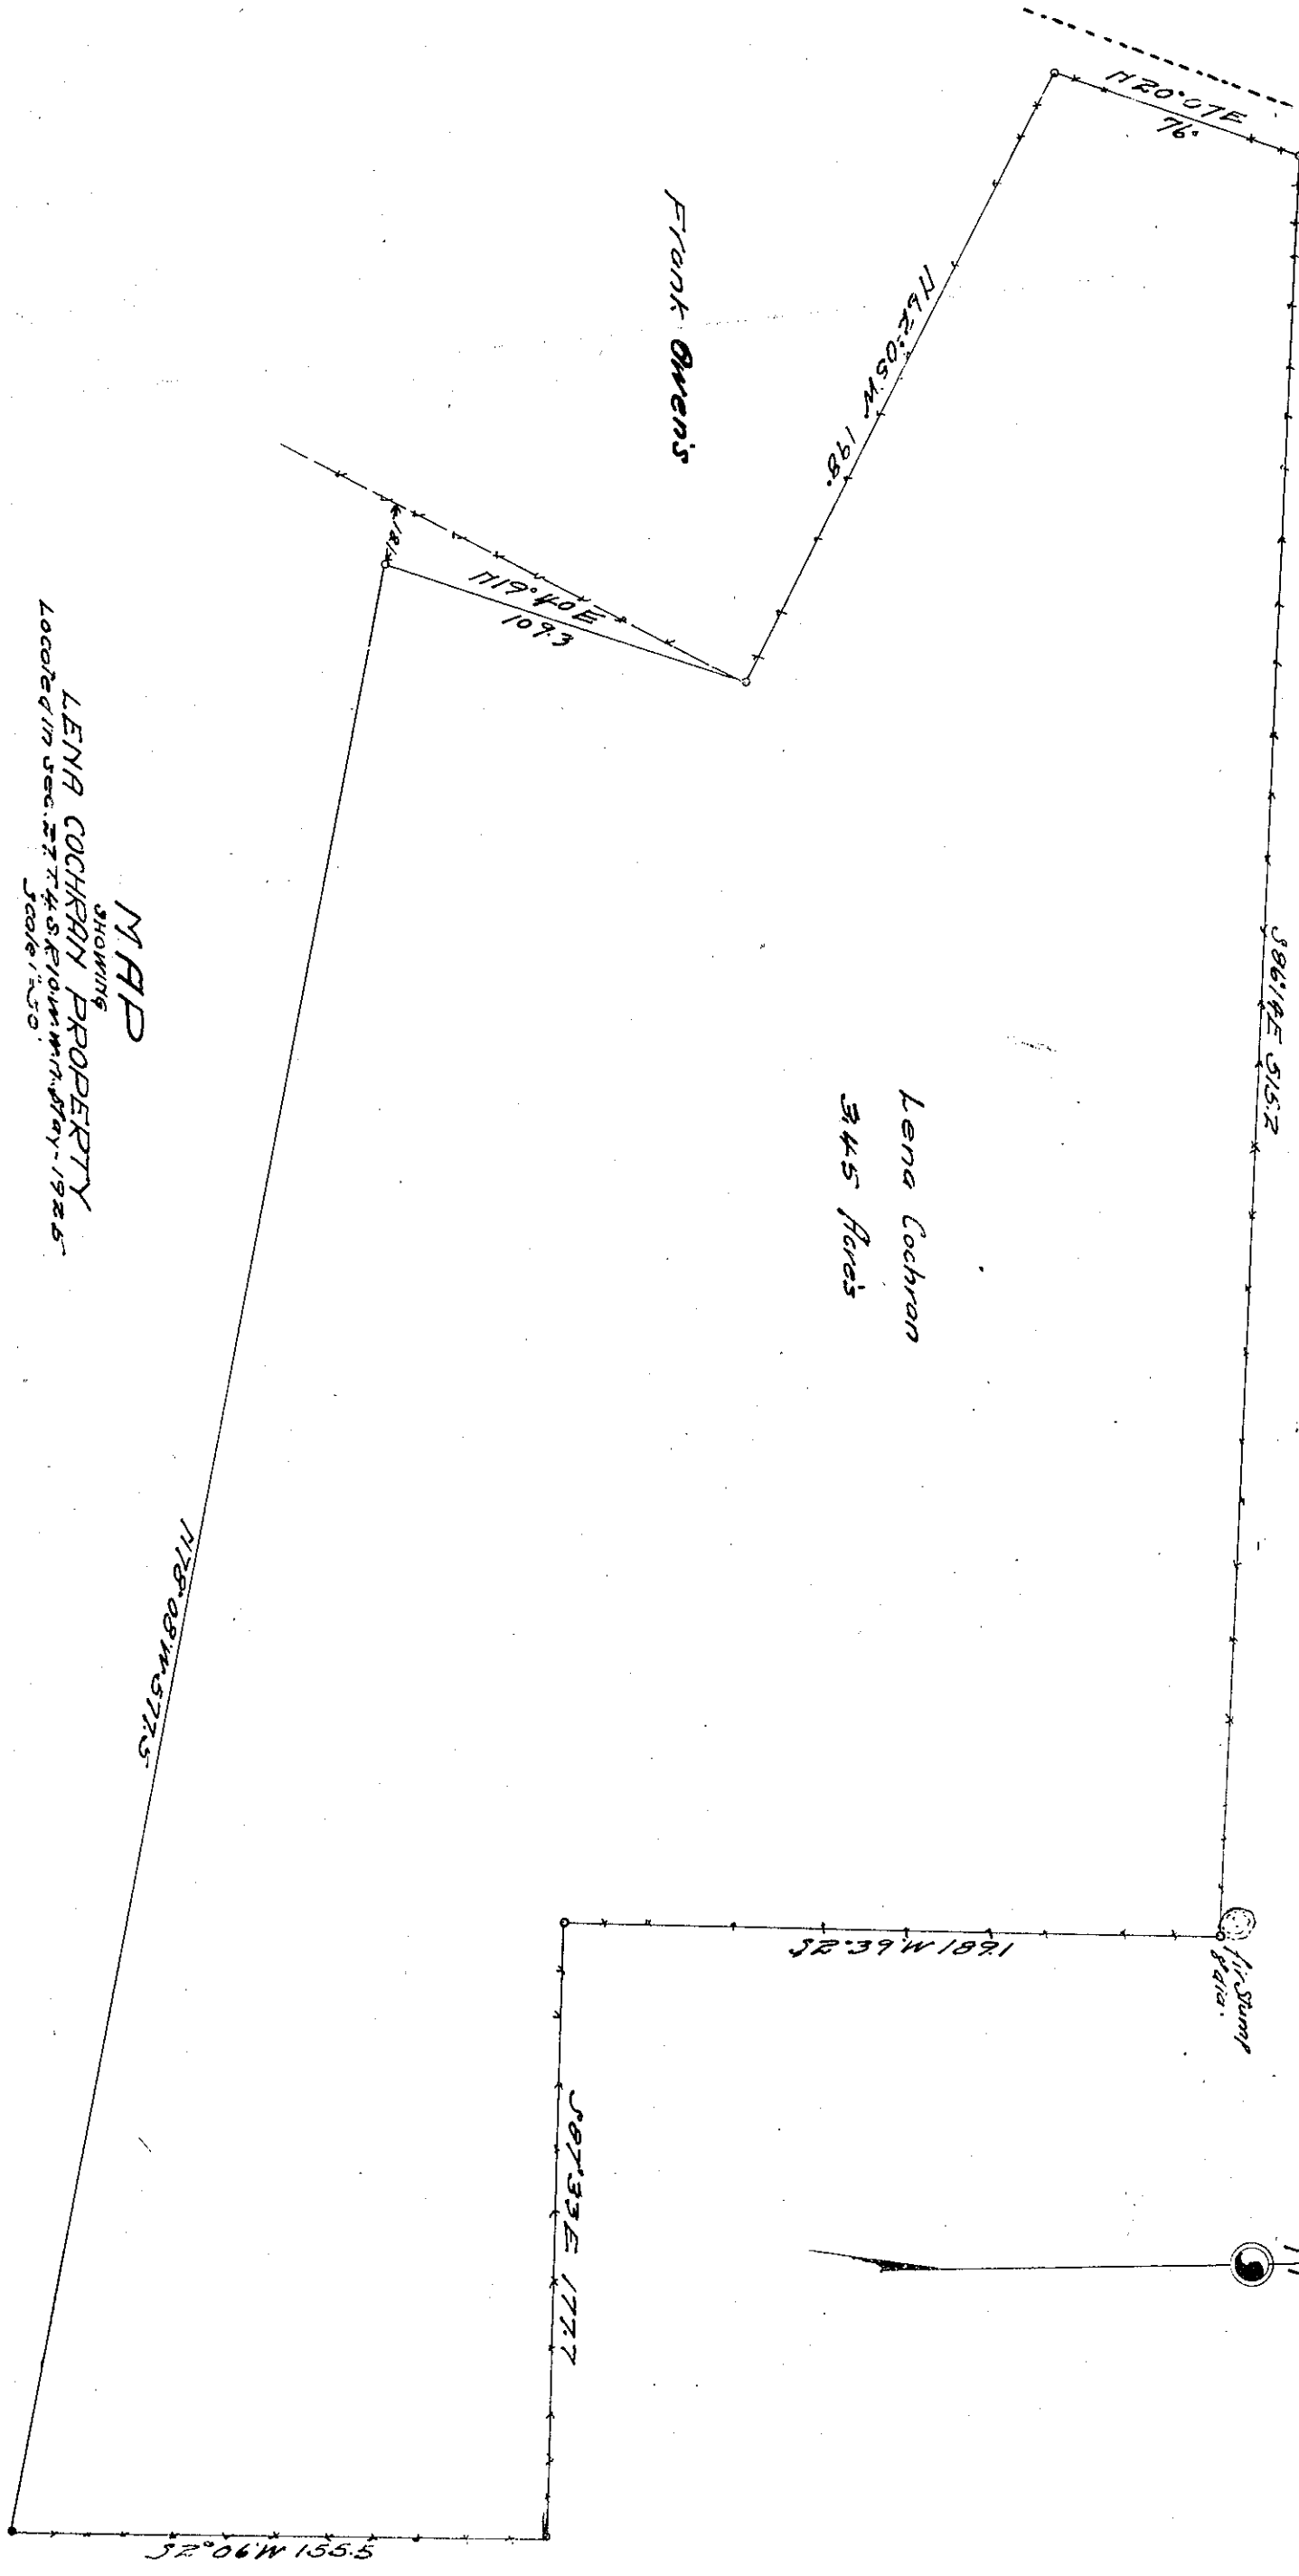 N20°07'E
76.
N62°05'W 198.
Frank Owen's
S86°14'E 515.2
18.1
N19°40'E
109.3
Lena Cochran
3.45 Acres
fir Stump
8' dia.
S2°39'W 189.1
N
S87°33'E 177.7
N78°08'W 577.5
S2°06'W 155.5
MAP
SHOWING
LENA COCHRAN PROPERTY
Located in Sec. 27 T.4.S.R.10.W.W.M. May-1925
Scale 1"=50'